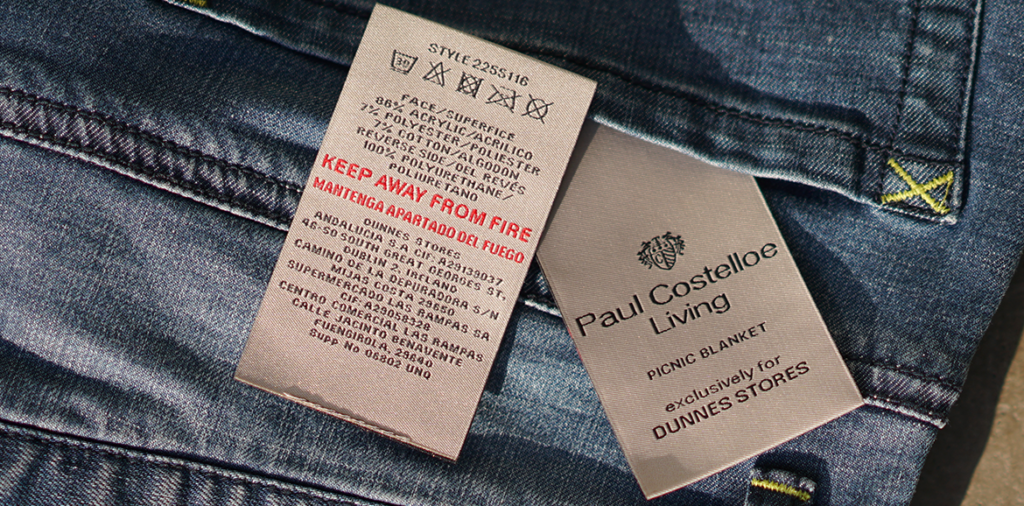 STYLE 2255116
30
FACE/SUPERFICE
86% ACRYLIC/ACRILICO
7% POLYESTER/POLIESTER
7% COTTON/ALGODON
REVERSE SIDE/DEL REVÉS
100% POLYURETHANE/
POLIURETANO
KEEP AWAY FROM FIRE
MANTENGA APARTADO DEL FUEGO
DUNNES STORES
ANDALUCIA S.A CIF: A29139037
46-50 SOUTH GREAT GEORGES ST.
DUBLIN 2, IRELAND
CAMINO DE LA DEPURADORA S/N
MIJAS COSTA 29650
SUPERMERCADO LAS RAMPAS SA
CIF:A29058328
CENTRO COMERCIAL LAS RAMPAS
CALLE JACINTO, BENAVENTE
FUENGIROLA, 29640
Supp No 06802 UNQ
Paul Costelloe
Living
PICNIC BLANKET
exclusively for
DUNNES STORES